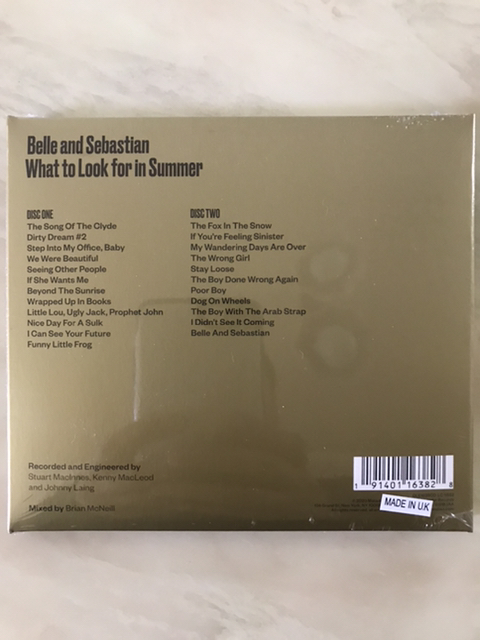 Belle and Sebastian
What to Look for in Summer
DISC ONE
The Song Of The Clyde
Dirty Dream #2
Step Into My Office, Baby
We Were Beautiful
Seeing Other People
If She Wants Me
Beyond The Sunrise
Wrapped Up In Books
Little Lou, Ugly Jack, Prophet John
Nice Day For A Sulk
I Can See Your Future
Funny Little Frog
DISC TWO
The Fox In The Snow
If You're Feeling Sinister
My Wandering Days Are Over
The Wrong Girl
Stay Loose
The Boy Done Wrong Again
Poor Boy
Dog On Wheels
The Boy With The Arab Strap
I Didn't See It Coming
Belle And Sebastian
Recorded and Engineered by
Stuart MacInnes, Kenny MacLeod
and Johnny Laing
Mixed by Brian McNeill
1 91401 16382 8
MADE IN U.K